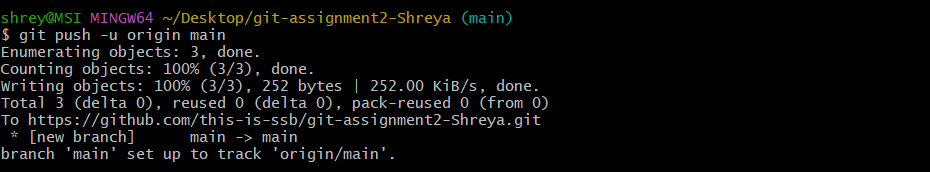 shrey@MSI MINGW64 ~/Desktop/git-assignment2-Shreya (main)
$ git push -u origin main
Enumerating objects: 3, done.
Counting objects: 100% (3/3), done.
Writing objects: 100% (3/3), 252 bytes | 252.00 KiB/s, done.
Total 3 (delta 0), reused 0 (delta 0), pack-reused 0 (from 0)
To https://github.com/this-is-ssb/git-assignment2-Shreya.git
 * [new branch]      main -> main
branch 'main' set up to track 'origin/main'.